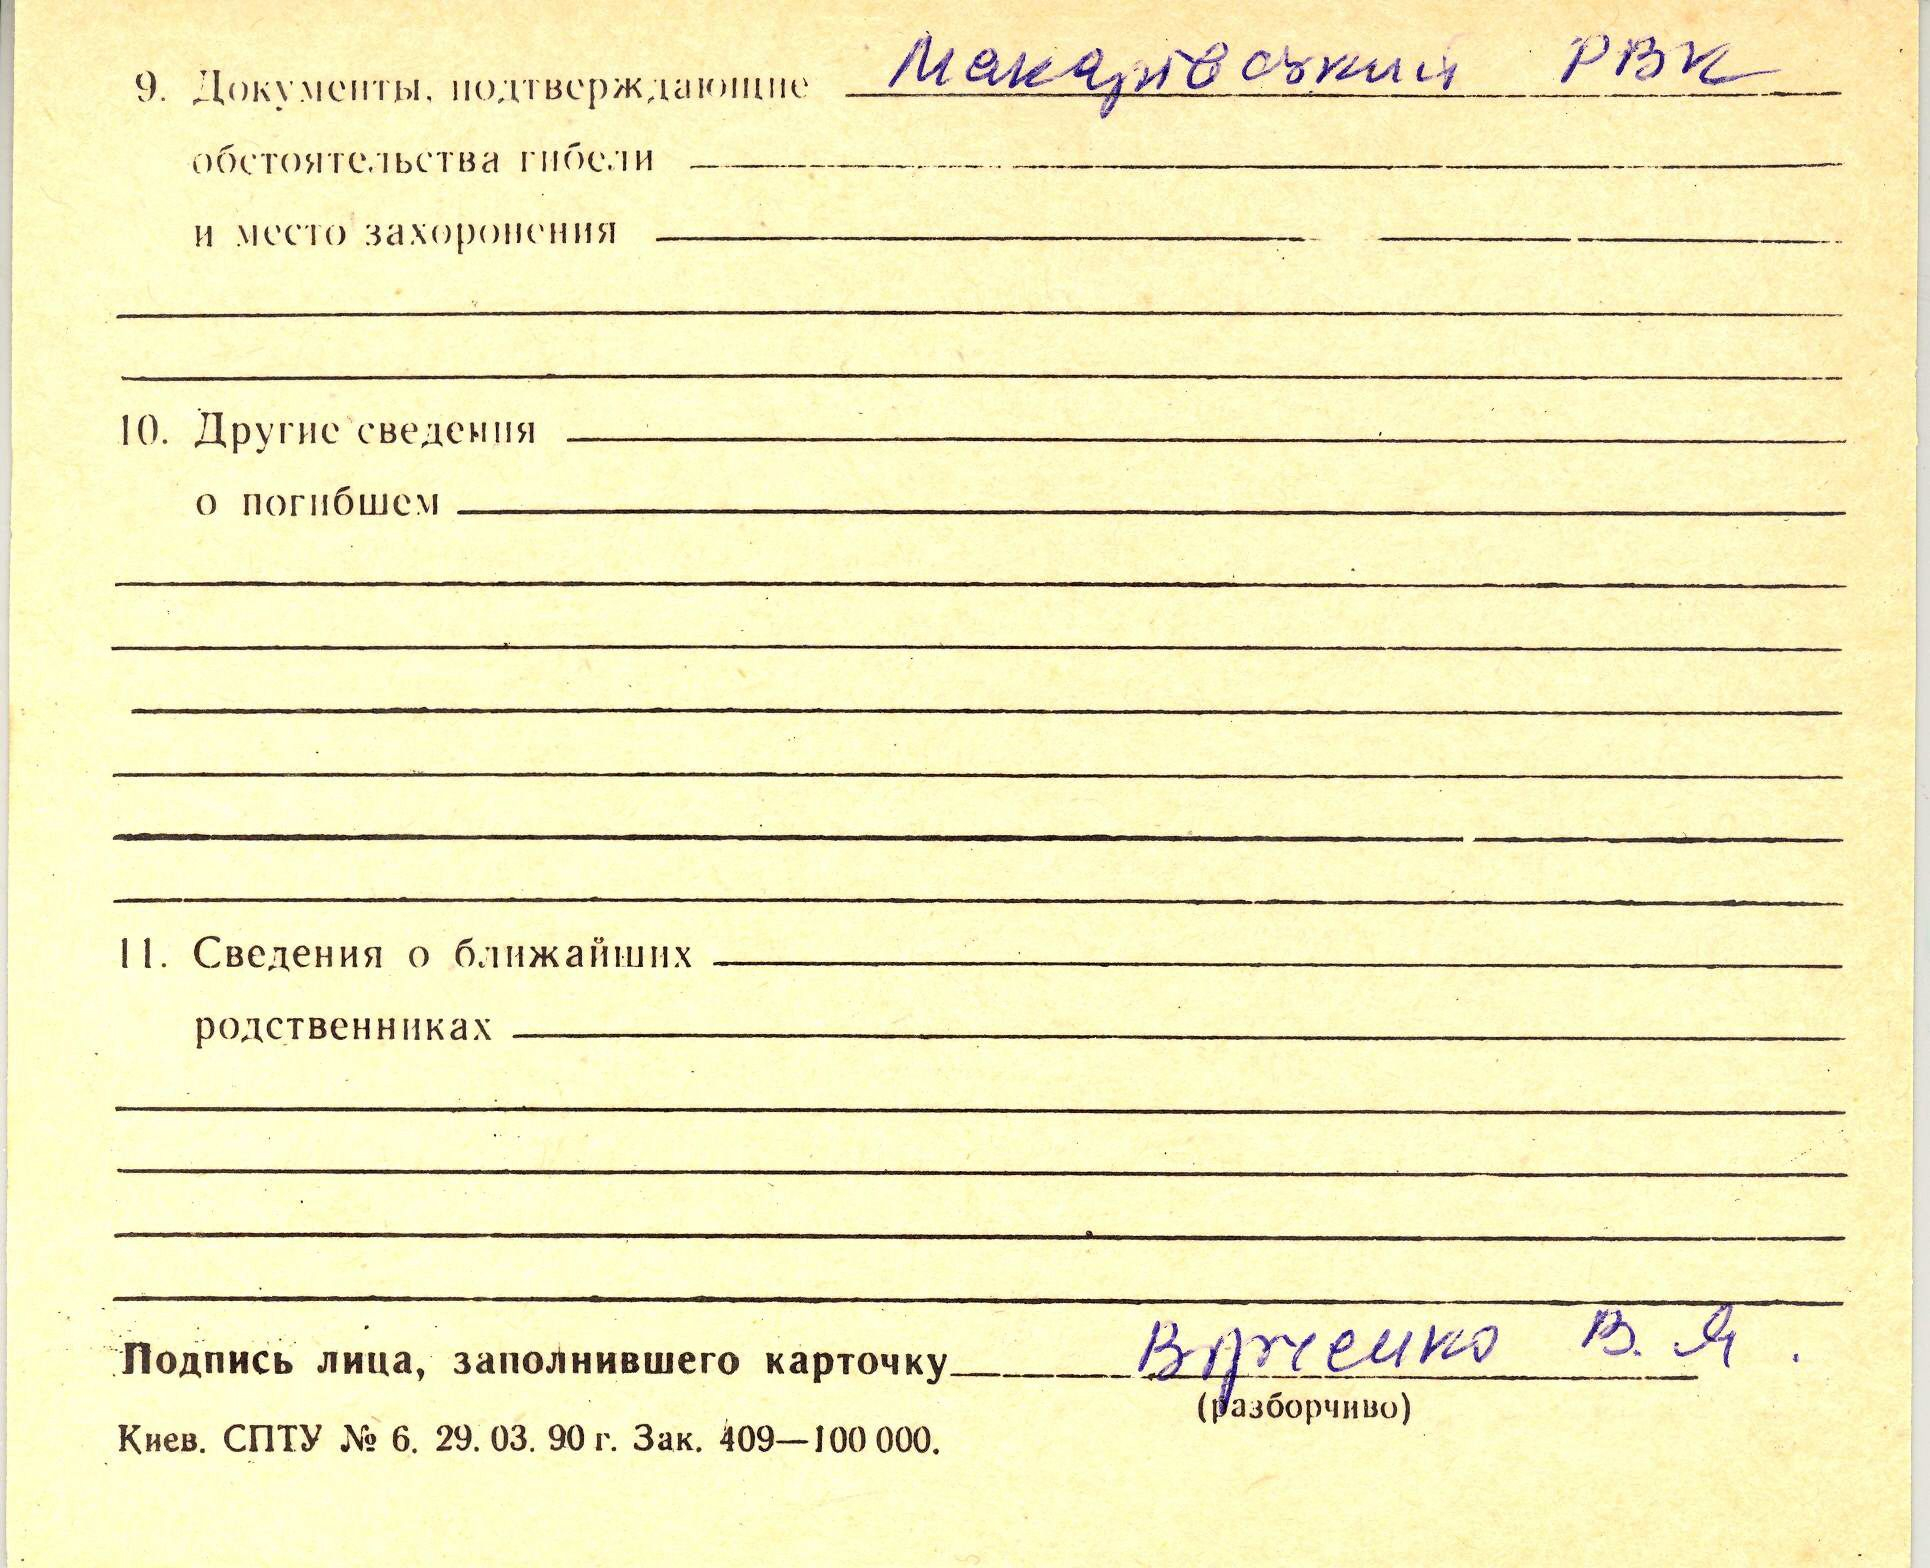 9. Документы, подтверждающие Макарівський РВК
обстоятельства гибели
и место захоронения
10. Другие сведения
о погибшем
11. Сведения о ближайших
родственниках
Подпись лица, заполнившего карточку В. Я.
(разборчиво)
Киев. СПТУ № 6. 29. 03. 90 г. Зак. 409—100 000.